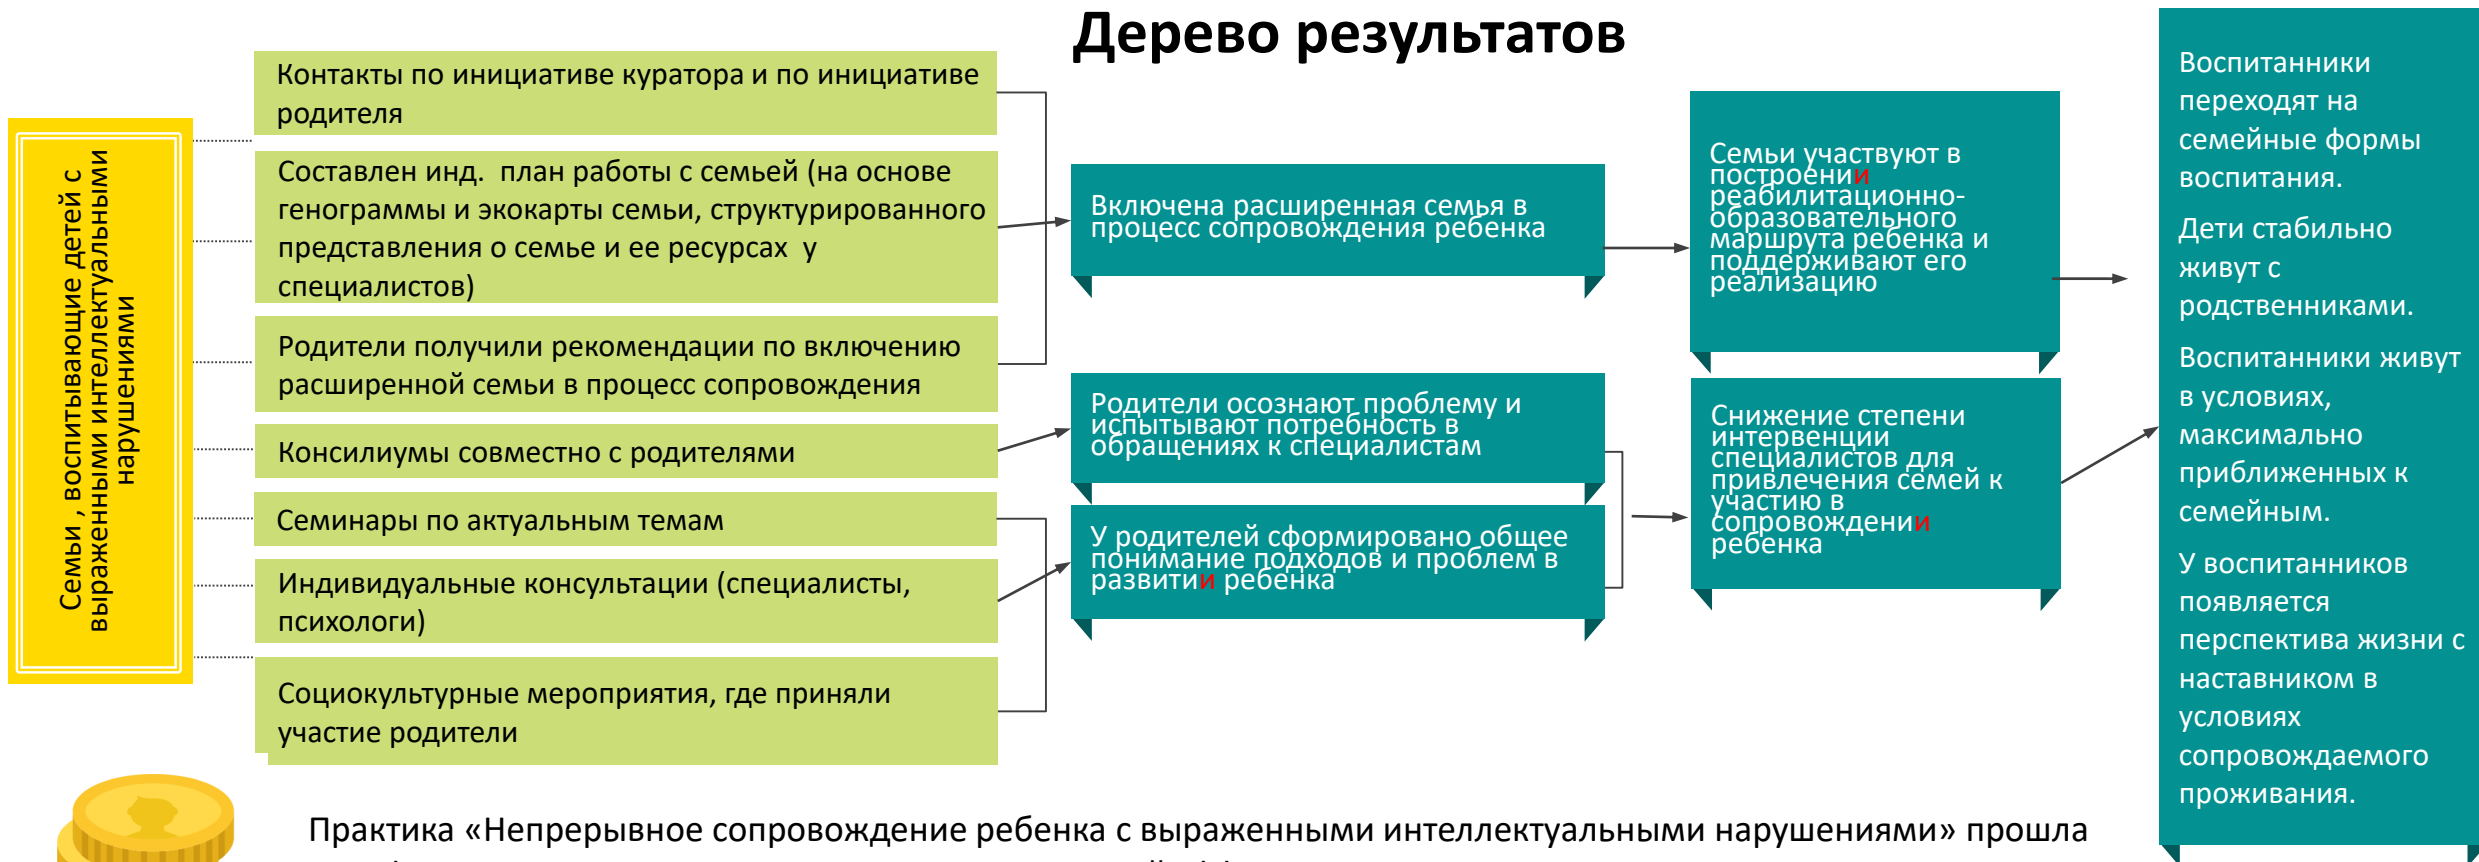 Дерево результатов
Семьи , воспитывающие детей с
выраженными интеллектуальными
нарушениями
Контакты по инициативе куратора и по инициативе
родителя
Составлен инд. план работы с семьей (на основе
генограммы и экокарты семьи, структурированного
представления о семье и ее ресурсах у
специалистов)
Родители получили рекомендации по включению
расширенной семьи в процесс сопровождения
Консилиумы совместно с родителями
Семинары по актуальным темам
Индивидуальные консультации (специалисты,
психологи)
Социокультурные мероприятия, где приняли
участие родители
Включена расширенная семья в
процесс сопровождения ребенка
Родители осознают проблему и
испытывают потребность в
обращениях к специалистам
У родителей сформировано общее
понимание подходов и проблем в
развитии ребенка
Семьи участвуют в
построении
реабилитационно-
образовательного
маршрута ребенка и
поддерживают его
реализацию
Снижение степени
интервенции
специалистов для
привлечения семей к
участию в
сопровождении
ребенка
Воспитанники
переходят на
семейные формы
воспитания.
Дети стабильно
живут с
родственниками.
Воспитанники живут
в условиях,
максимально
приближенных к
семейным.
У воспитанников
появляется
перспектива жизни с
наставником в
условиях
сопровождаемого
проживания.
Практика «Непрерывное сопровождение ребенка с выраженными интеллектуальными нарушениями» прошла